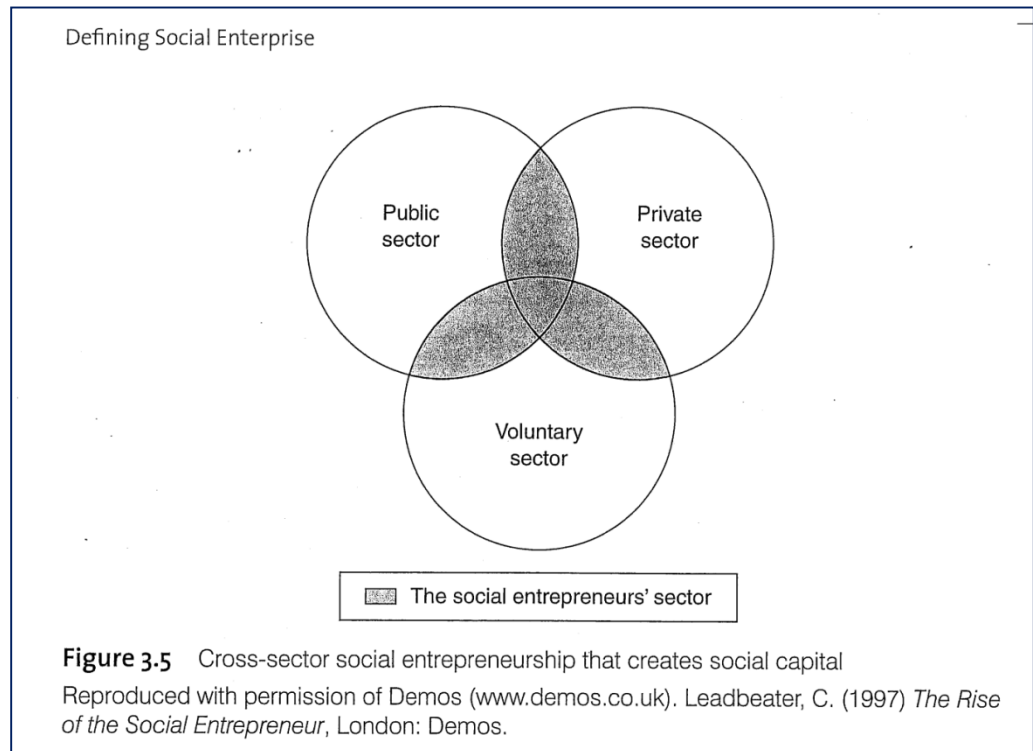 Defining Social Enterprise
Public
sector
Private
sector
Voluntary
sector
The social entrepreneurs’ sector
Figure 3.5 Cross-sector social entrepreneurship that creates social capital
Reproduced with permission of Demos (www.demos.co.uk). Leadbeater, C. (1997) The Rise
of the Social Entrepreneur, London: Demos.